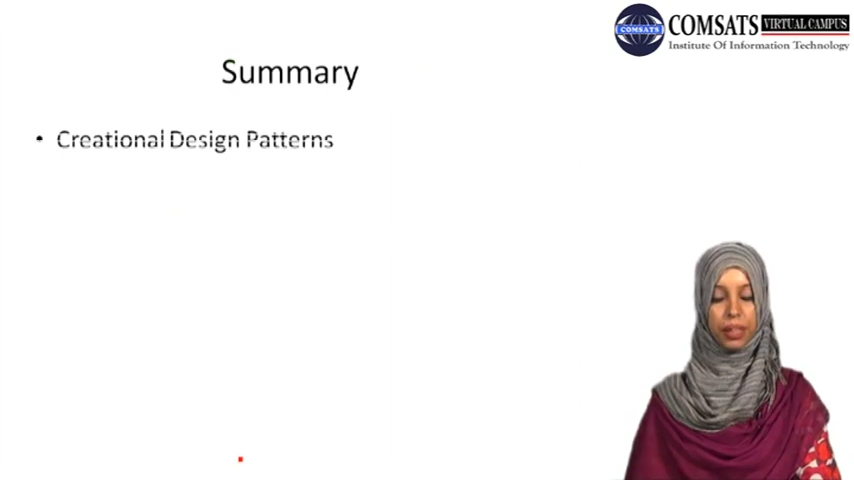 COMSATS
COMSATS VIRTUAL CAMPUS
Institute Of Information Technology
Summary
• Creational Design Patterns